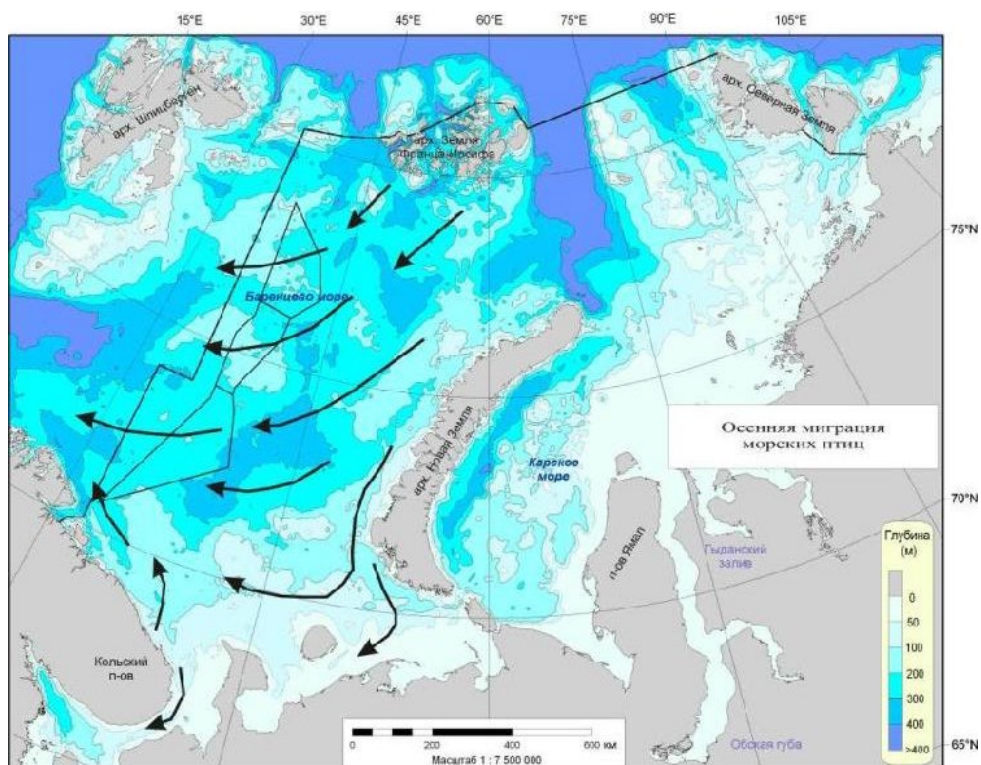 15°E
30°E
45°E
60°E
75°E
90°E
105°E
арх. Шпицберген
арх. Земля
Франца-Иосифа
арх. Северная Земля
75°N
Баренцево море
Осенняя миграция
морских птиц
арх. Новая Земля
Карское
море
70°N
п-ов Ямал
Гыданский
залив
Глубина
(м)
0
50
100
200
300
400
>400
Кольский
п-ов
0
200
400
600 км
Масштаб 1 : 7 500 000
Обская губа
65°N